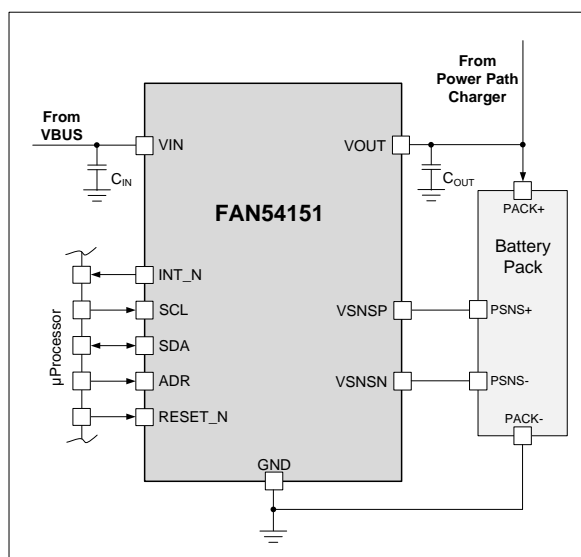 From
Power Path
Charger
From
VBUS
VIN
VOUT
CIN
COUT
FAN54151
PACK+
Battery
Pack
INT_N
SCL
VSNSP
PSNS+
SDA
µProcessor
ADR
VSNSN
PSNS-
RESET_N
PACK-
GND